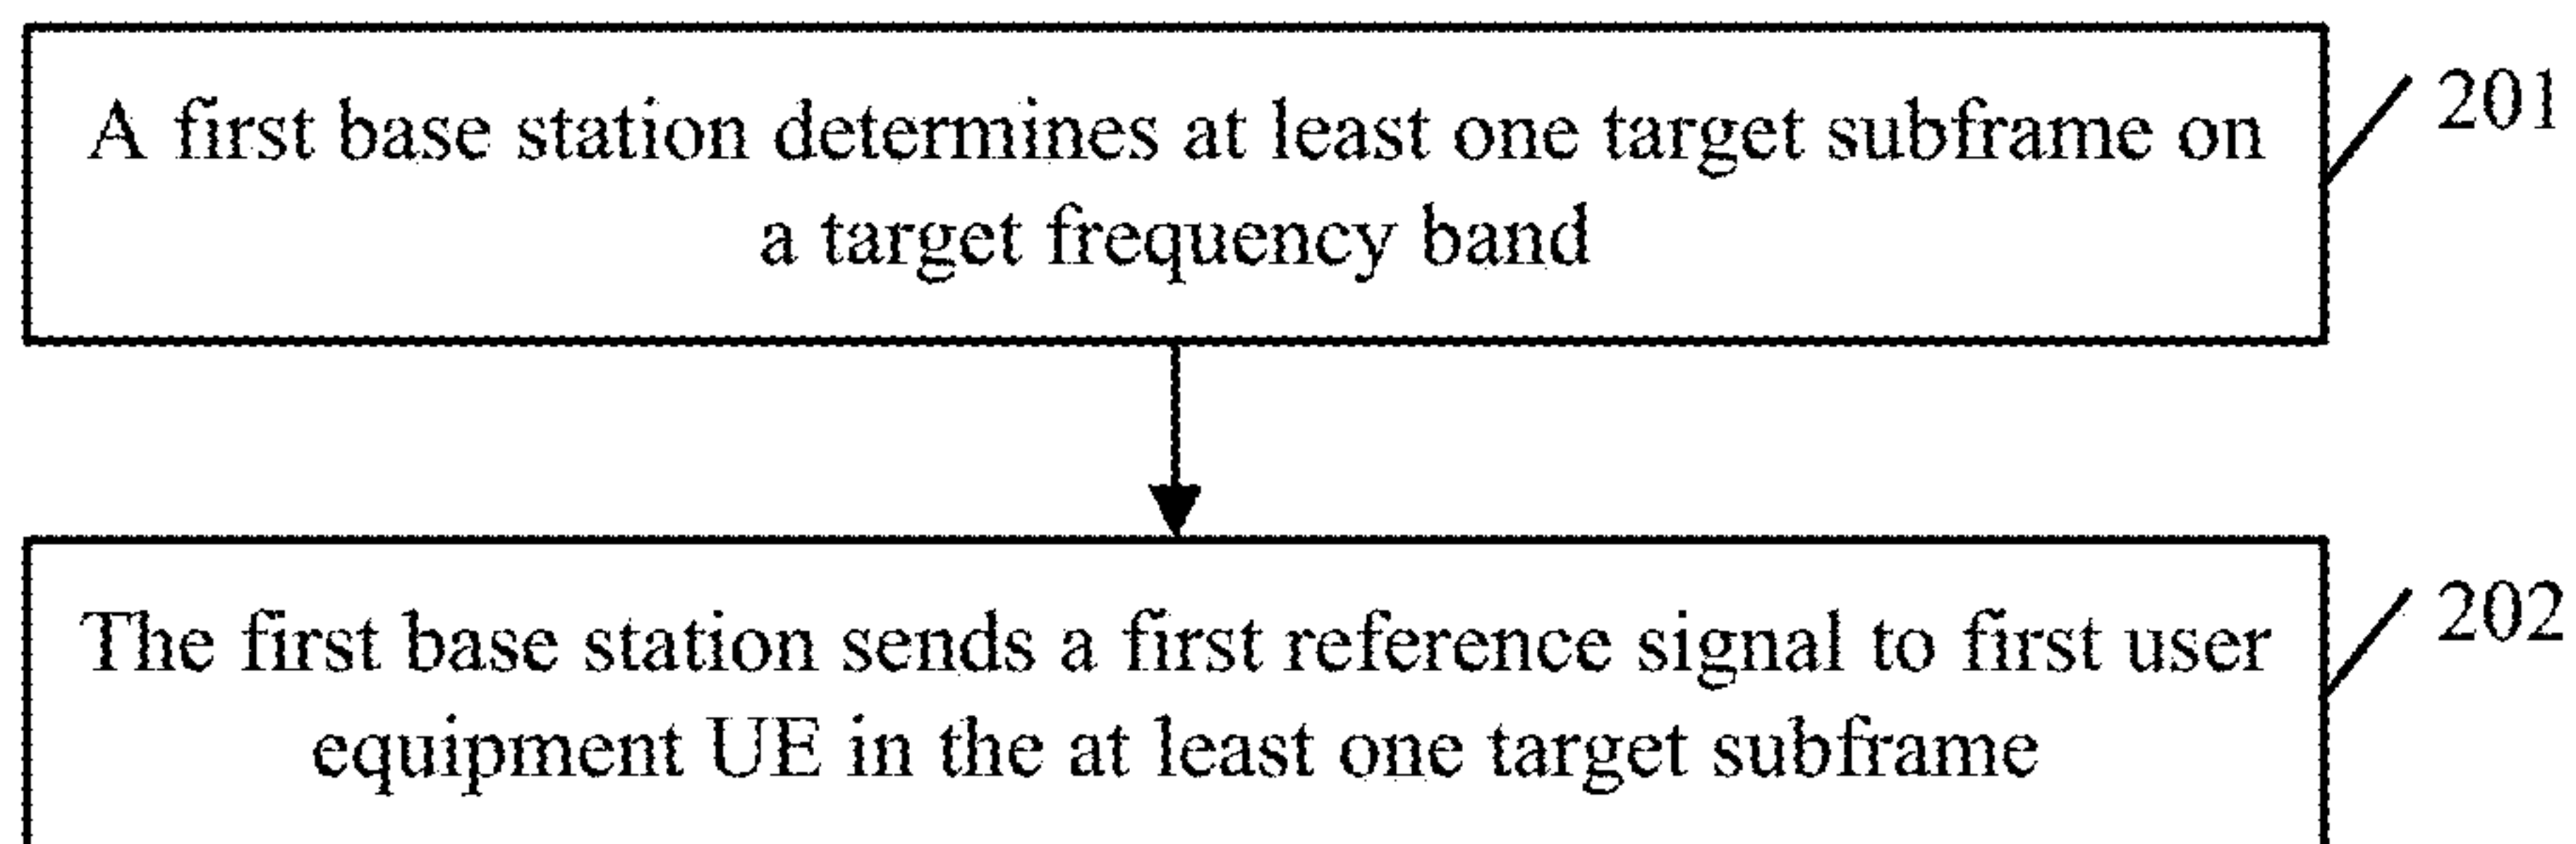 A first base station determines at least one target subframe on
a target frequency band
201
The first base station sends a first reference signal to first user
equipment UE in the at least one target subframe
202